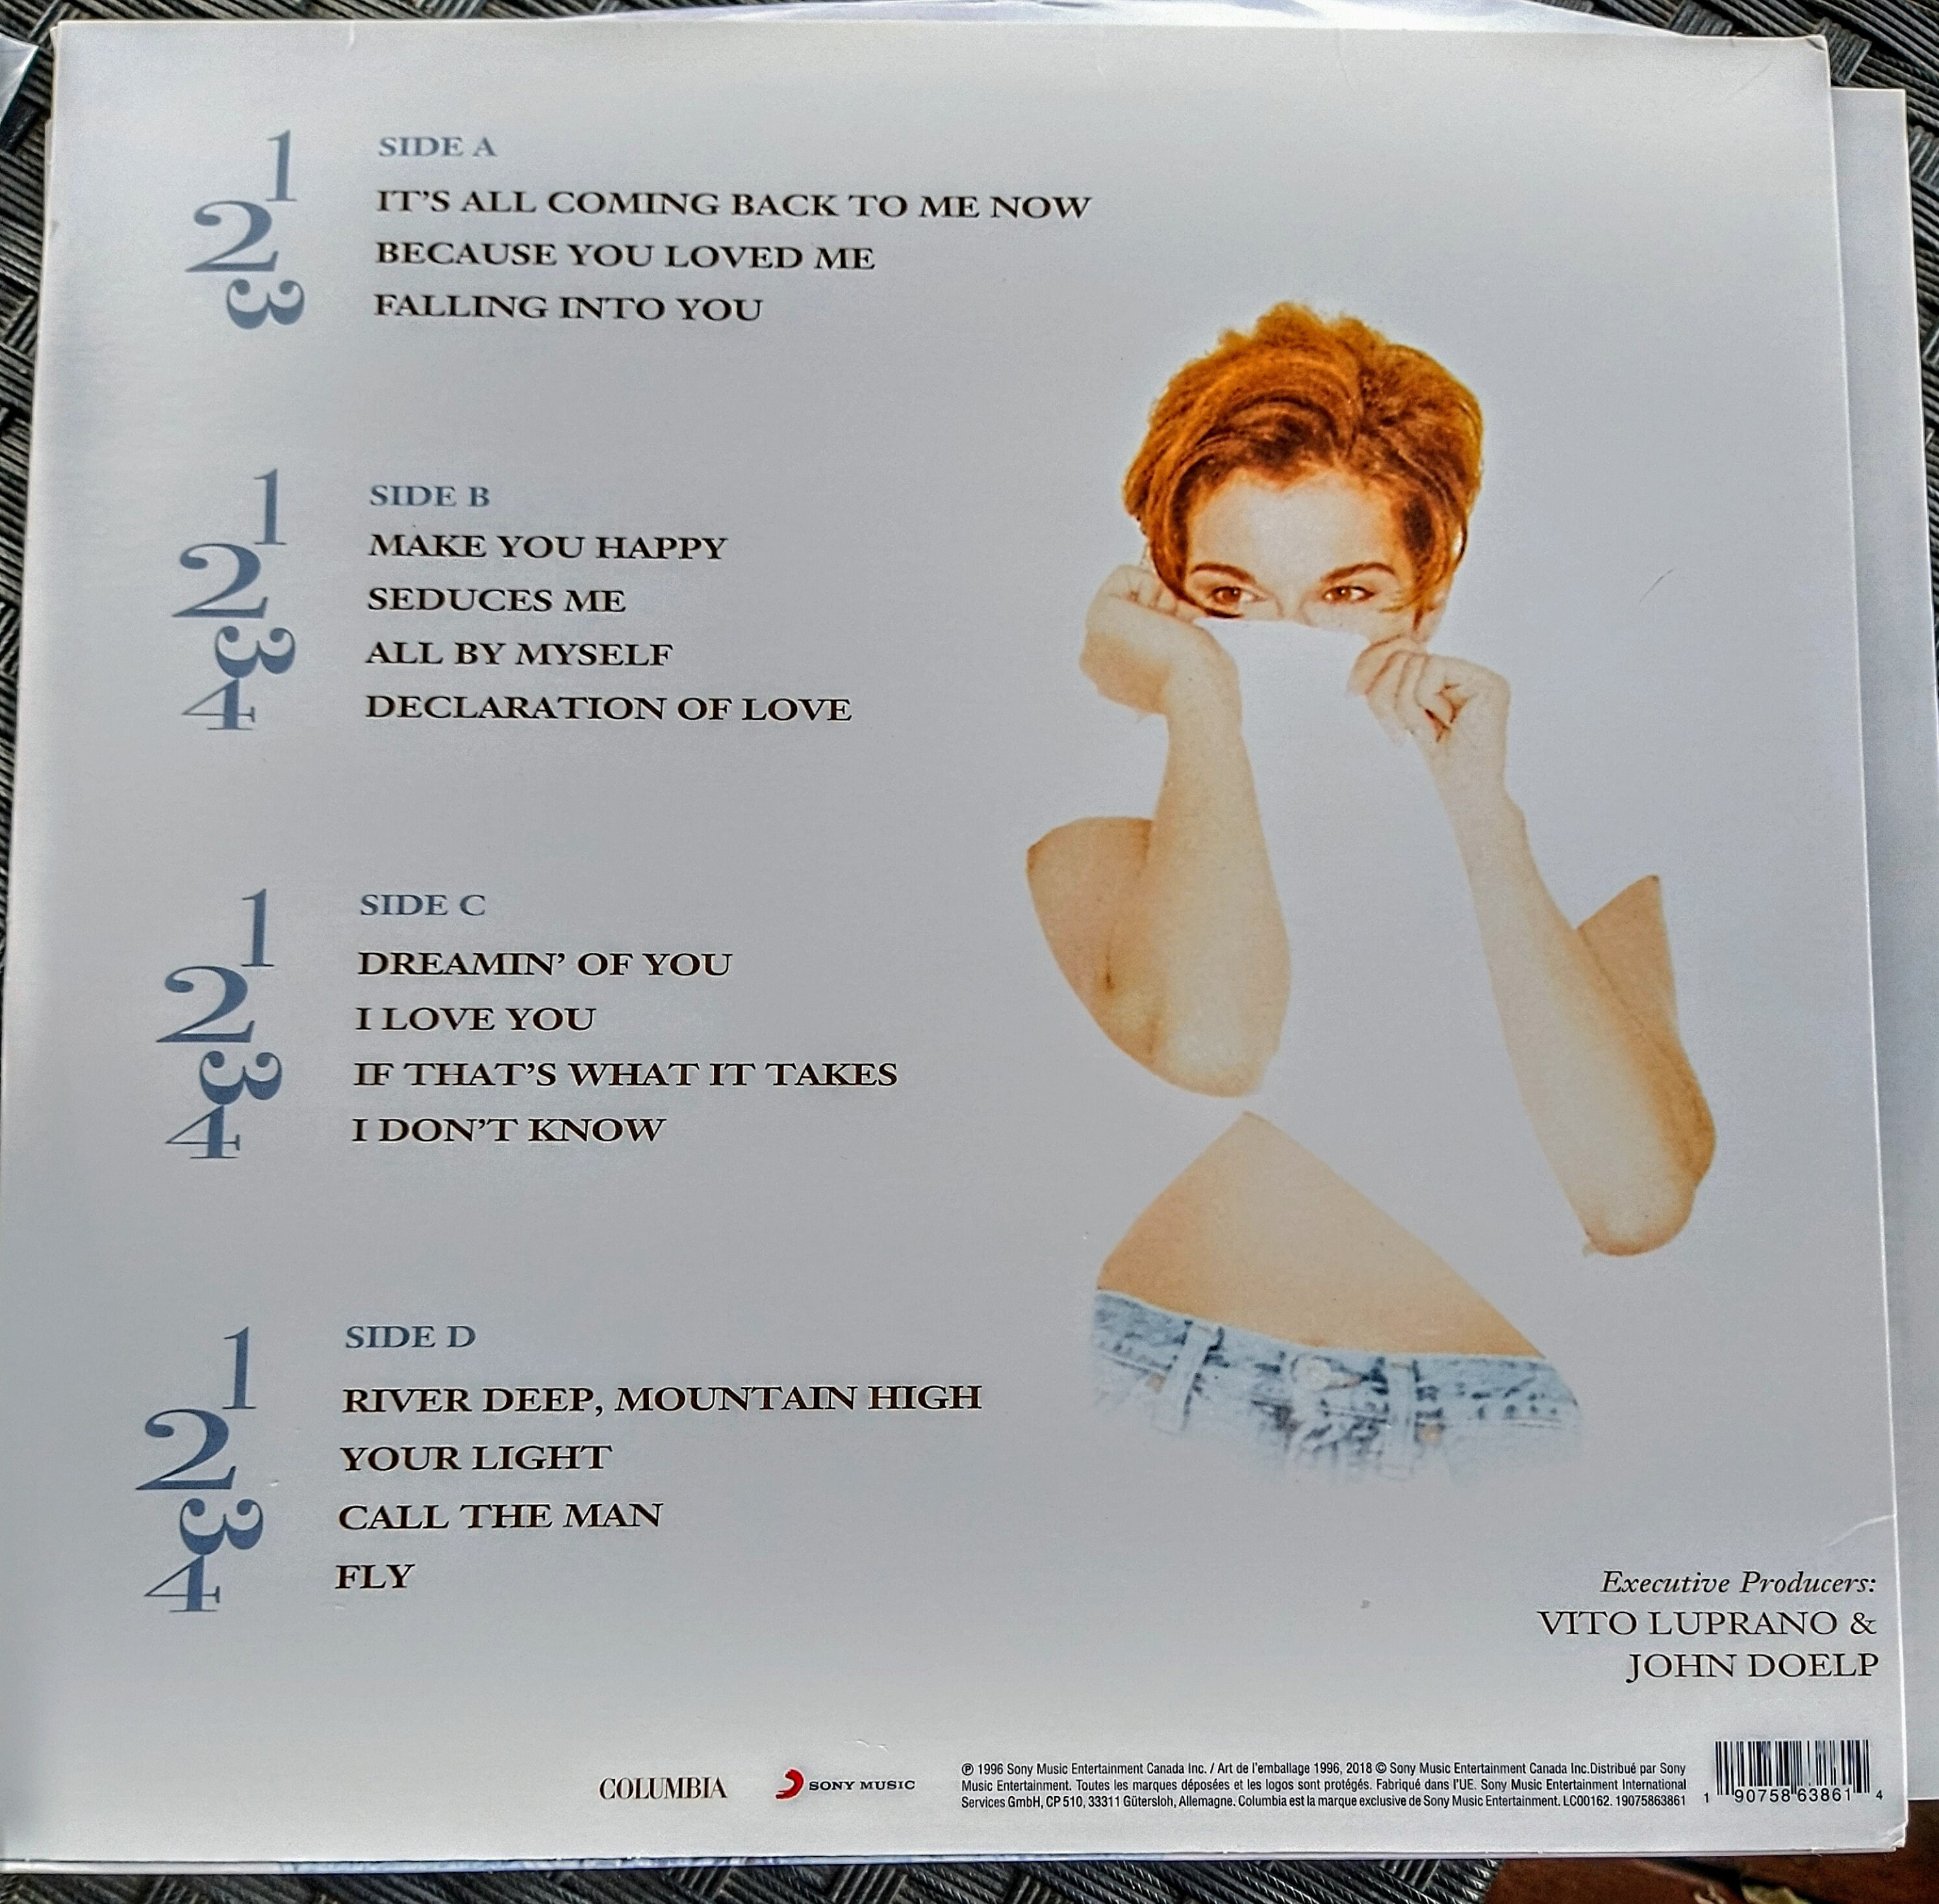 SIDE A
1 IT'S ALL COMING BACK TO ME NOW
2 BECAUSE YOU LOVED ME
3 FALLING INTO YOU
SIDE B
1 MAKE YOU HAPPY
2 SEDUCES ME
3 ALL BY MYSELF
4 DECLARATION OF LOVE
SIDE C
1 DREAMIN' OF YOU
2 I LOVE YOU
3 IF THAT'S WHAT IT TAKES
4 I DON'T KNOW
SIDE D
1 RIVER DEEP, MOUNTAIN HIGH
2 YOUR LIGHT
3 CALL THE MAN
4 FLY
Executive Producers:
VITO LUPRANO &
JOHN DOELP
COLUMBIA
SONY MUSIC
℗ 1996 Sony Music Entertainment Canada Inc. / Art de l'emballage 1996, 2018 © Sony Music Entertainment Canada Inc.Distribué par Sony
Music Entertainment. Toutes les marques déposées et les logos sont protégés. Fabriqué dans l'UE. Sony Music Entertainment International
Services GmbH, CP 510, 33311 Gütersloh, Allemagne. Columbia est la marque exclusive de Sony Music Entertainment. LC00162. 19075863861
1 90758 63861 4